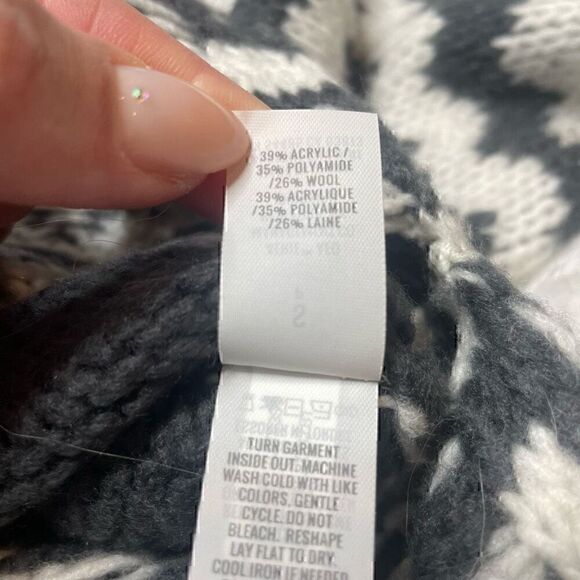 39% ACRYLIC /
35% POLYAMIDE
/26% WOOL
39% ACRYLIQUE
/35% POLYAMIDE
/26% LAINE
TURN GARMENT
INSIDE OUT. MACHINE
WASH COLD WITH LIKE
COLORS. GENTLE
CYCLE. DO NOT
BLEACH. RESHAPE
LAY FLAT TO DRY.
COOL IRON IF NEEDED